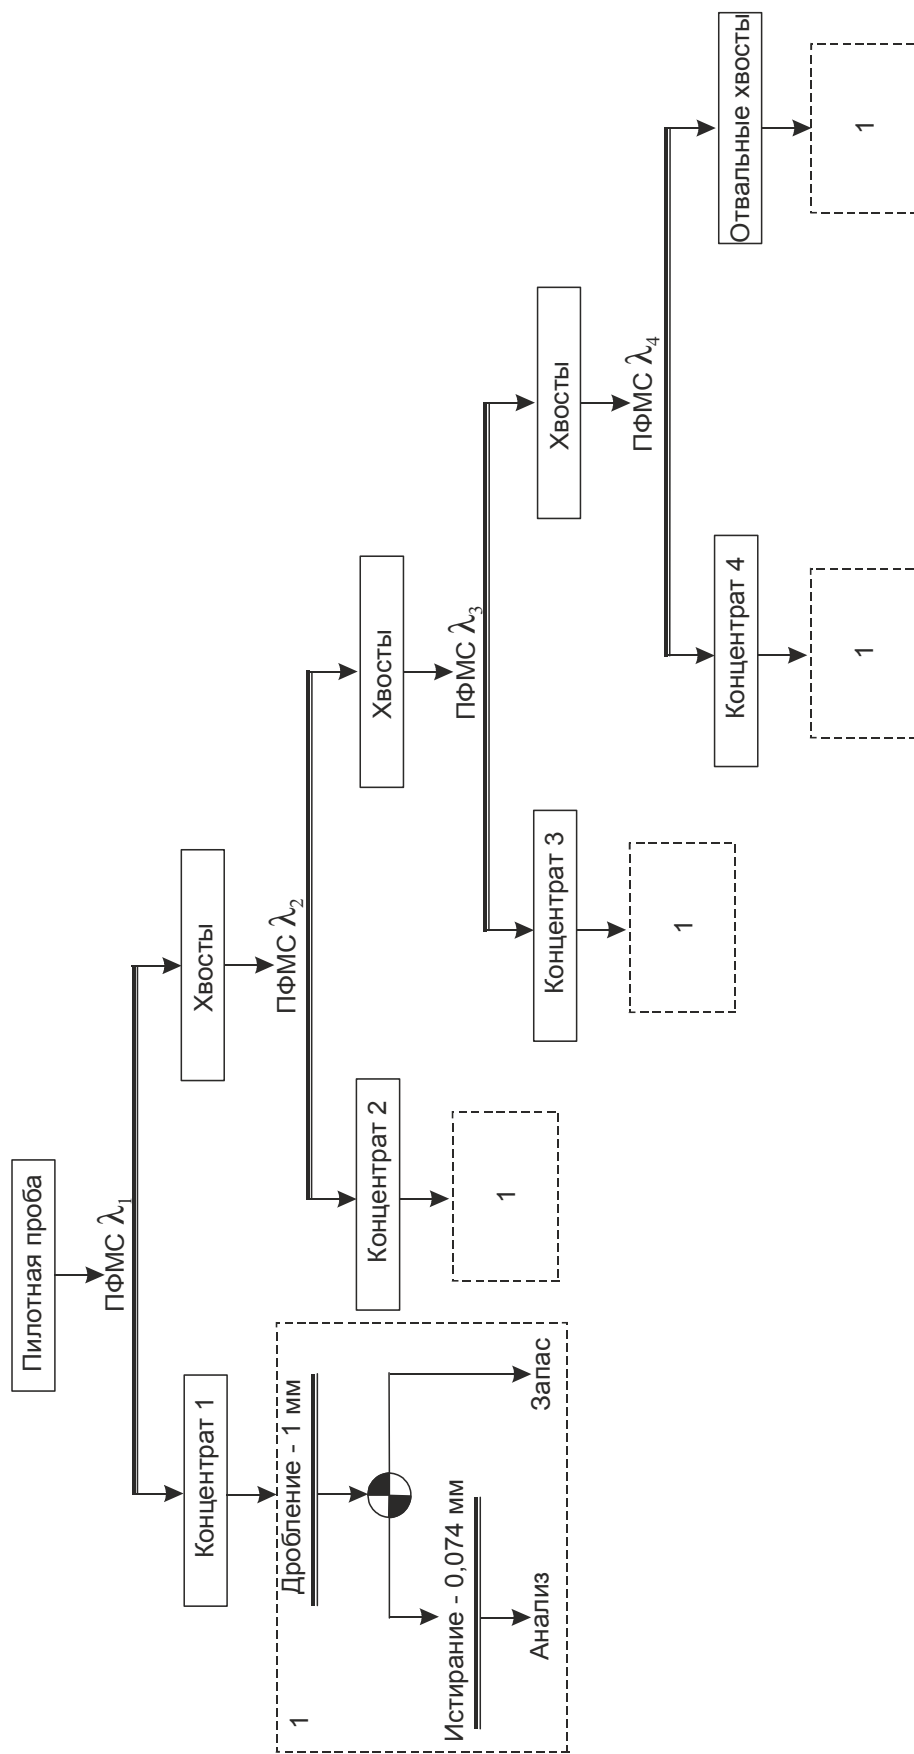 Пилотная проба
ПФМС λ1
Концентрат 1
Хвосты
1
Дробление - 1 мм
Истирание - 0,074 мм
Анализ
Запас
ПФМС λ2
Концентрат 2
Хвосты
1
ПФМС λ3
Концентрат 3
Хвосты
1
ПФМС λ4
Концентрат 4
Отвальные хвосты
1
1